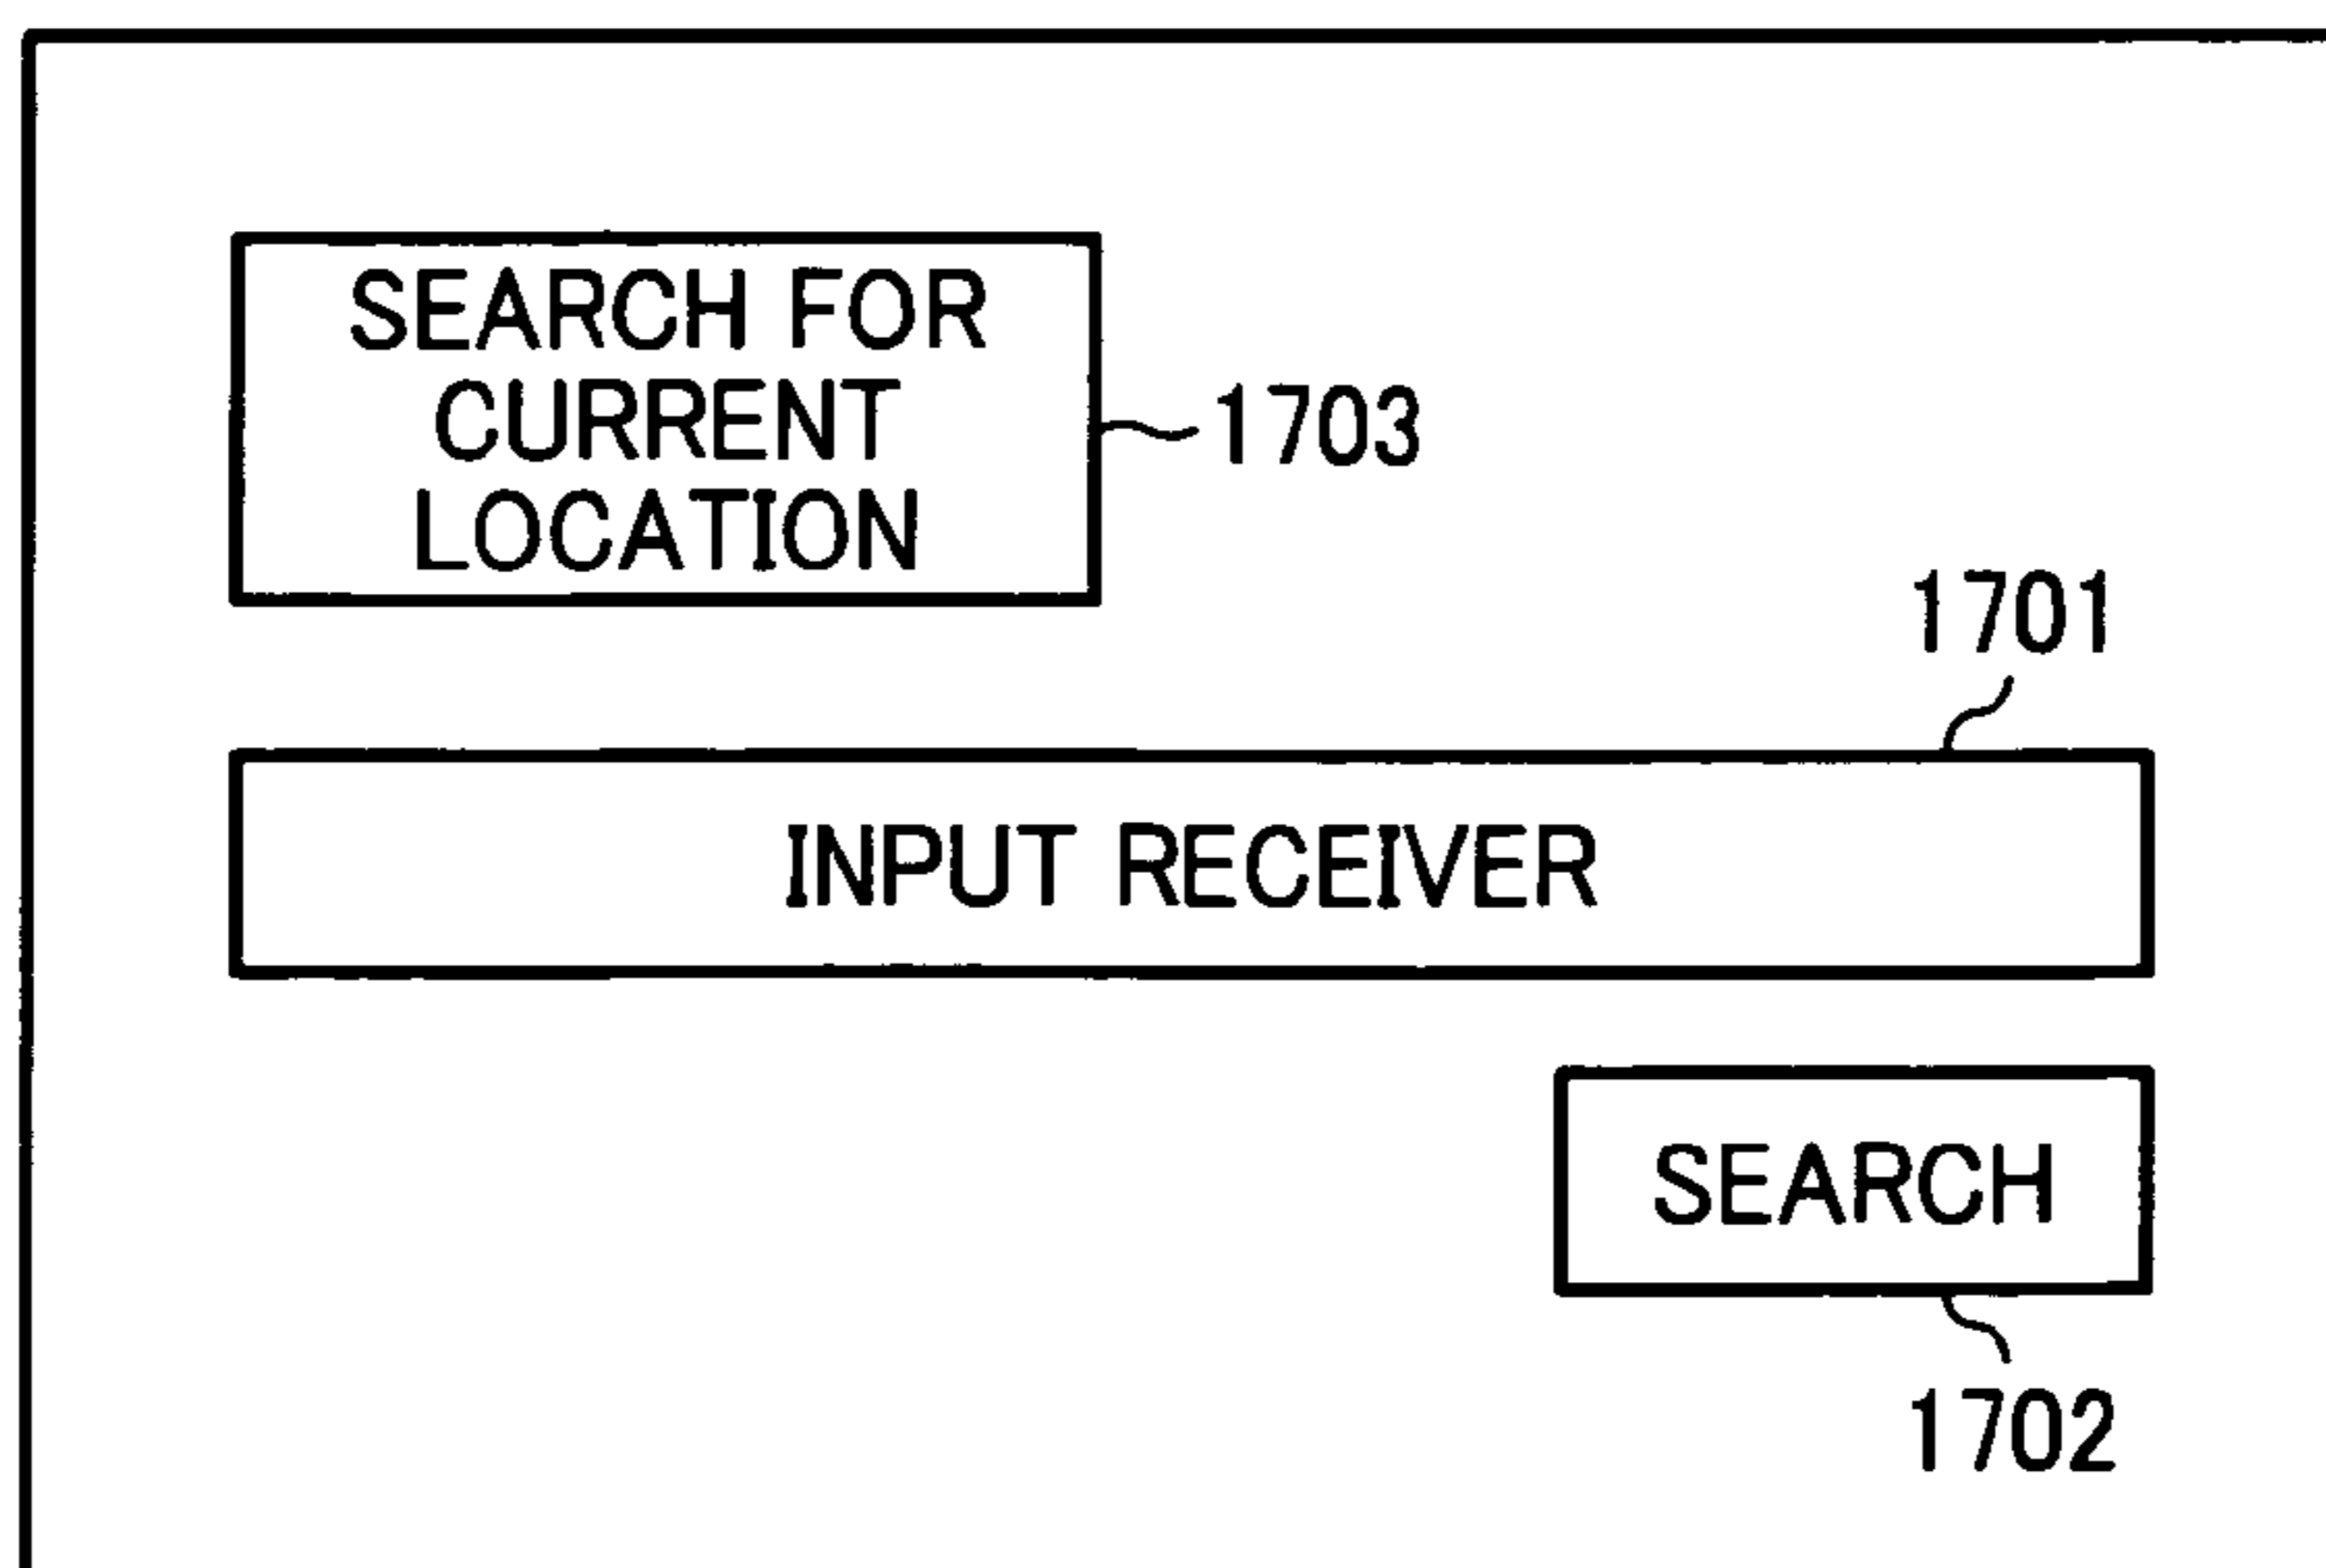 SEARCH FOR
CURRENT
LOCATION
1703
1701
INPUT RECEIVER
SEARCH
1702